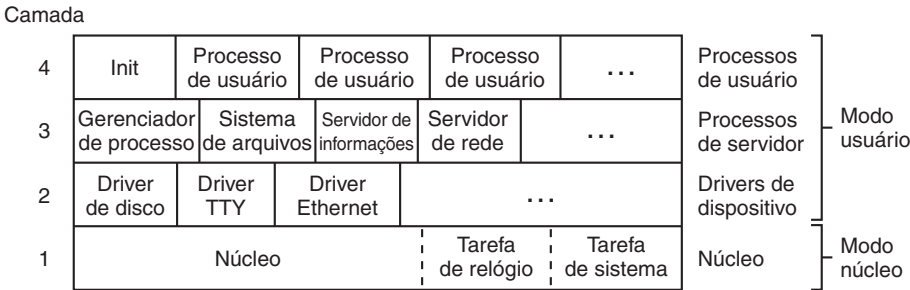 Camada
4
Init
Processo
de usuário
Processo
de usuário
Processo
de usuário
...
Processos
de usuário
3
Gerenciador
de processo
Sistema
de arquivos
Servidor de
informações
Servidor
de rede
...
Processos
de servidor
Modo
usuário
2
Driver
de disco
Driver
TTY
Driver
Ethernet
...
Drivers de
dispositivo
1
Núcleo
Tarefa
de relógio
Tarefa
de sistema
Núcleo
Modo
núcleo